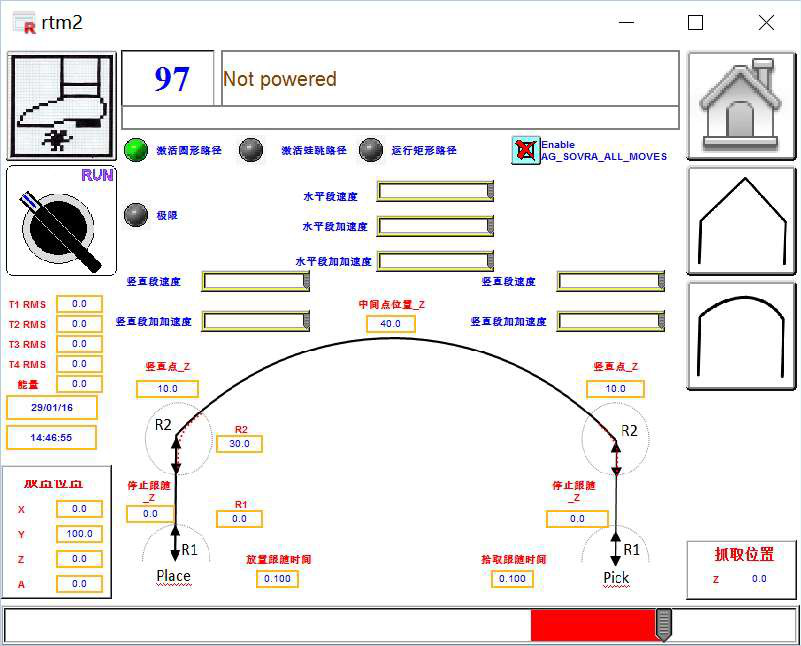 rtm2
97
Not powered
激活圆形路径
激活蛙跳路径
运行矩形路径
Enable
AG_SOVRA_ALL_MOVES
RUN
极限
水平段速度
水平段加速度
水平段加加速度
竖直段速度
竖直段速度
竖直段加加速度
竖直段加加速度
中间点位置_Z
40.0
T1 RMS 0.0
T2 RMS 0.0
T3 RMS 0.0
T4 RMS 0.0
能量 0.0
29/01/16
14:46:55
竖直点_Z
10.0
竖直点_Z
10.0
R2
R2
30.0
R2
停止跟随
_Z
0.0
R1
0.0
停止跟随
_Z
0.0
放置位置
X 0.0
Y 100.0
Z 0.0
A 0.0
R1
Place
放置跟随时间
0.100
拾取跟随时间
0.100
R1
Pick
抓取位置
Z 0.0